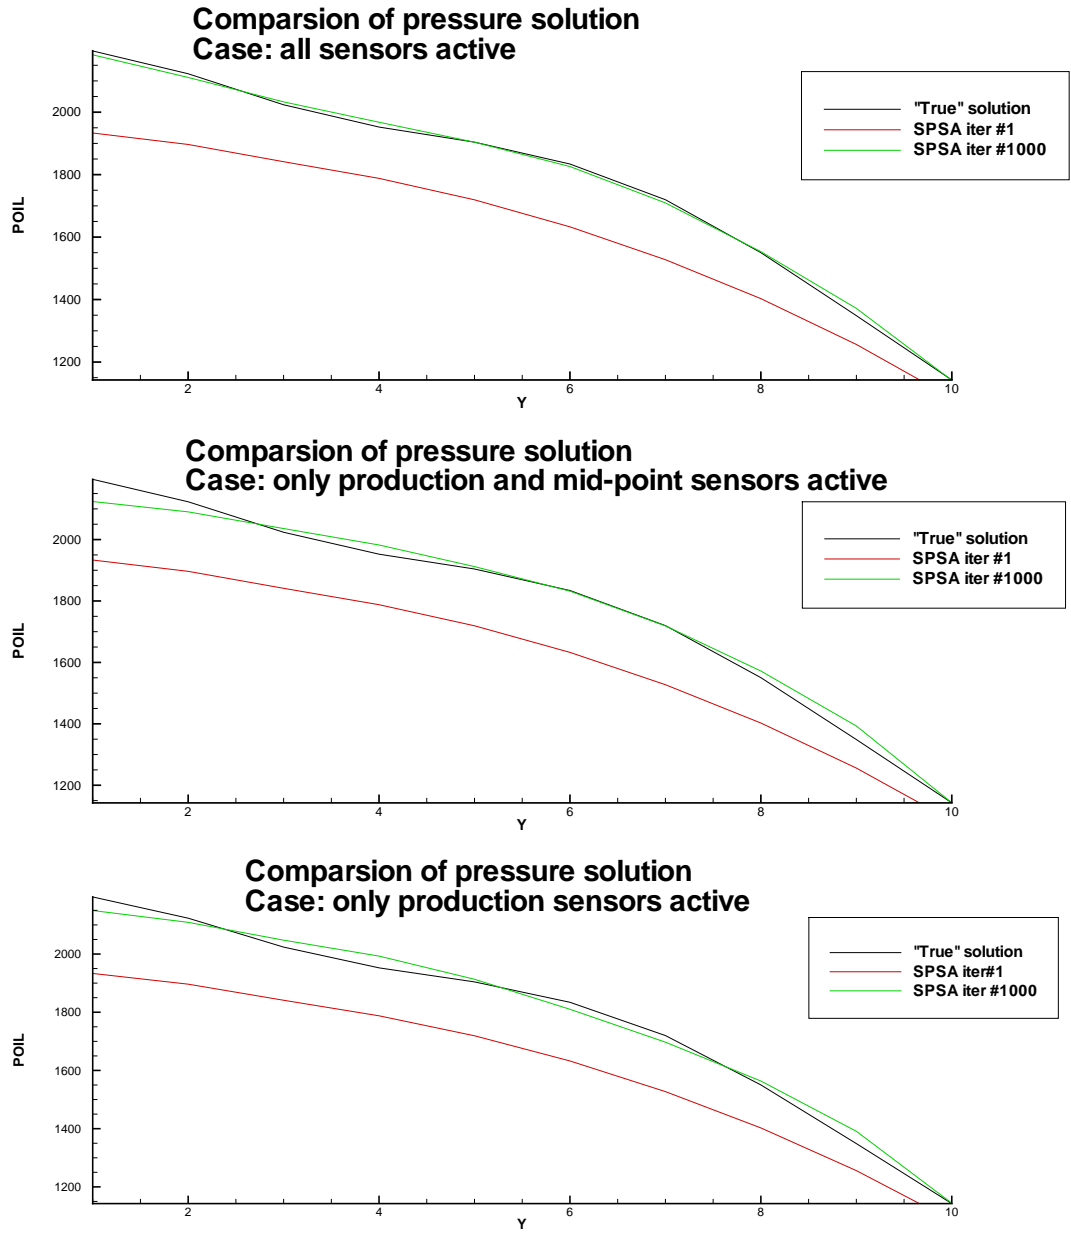 Comparsion of pressure solution
Case: all sensors active
"True" solution
SPSA iter #1
SPSA iter #1000
POIL
2000
1800
1600
1400
1200
2 4 6 8 10
Y
Comparsion of pressure solution
Case: only production and mid-point sensors active
"True" solution
SPSA iter #1
SPSA iter #1000
POIL
2000
1800
1600
1400
1200
2 4 6 8 10
Y
Comparsion of pressure solution
Case: only production sensors active
"True" solution
SPSA iter#1
SPSA iter #1000
POIL
2000
1800
1600
1400
1200
2 4 6 8 10
Y